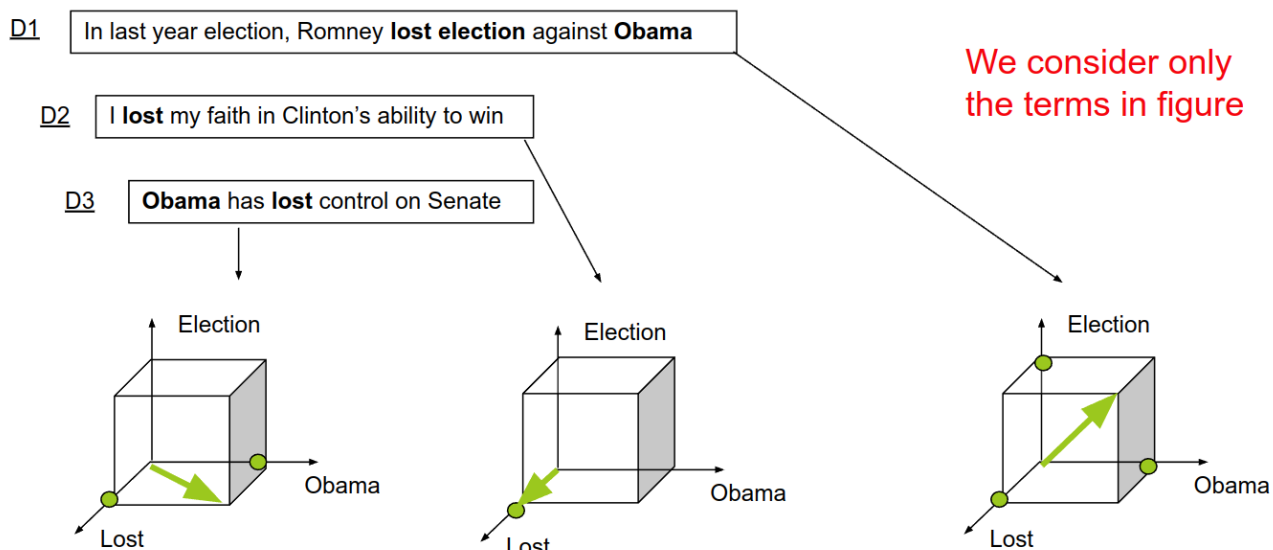 D1
In last year election, Romney lost election against Obama
We consider only
the terms in figure
D2
I lost my faith in Clinton's ability to win
D3
Obama has lost control on Senate
Election
Obama
Lost
Election
Obama
Lost
Election
Obama
Lost